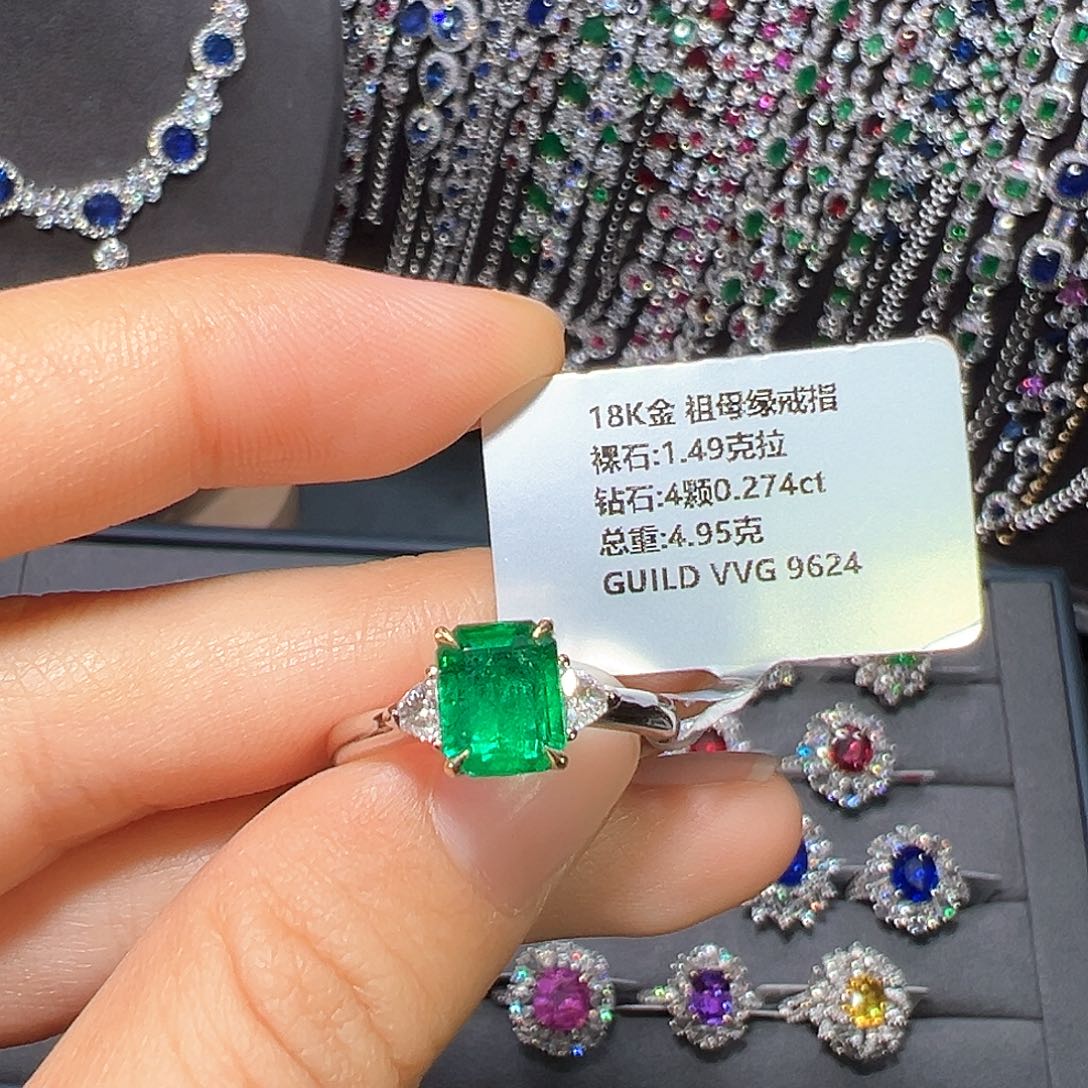 18K金 祖母绿戒指
裸石:1.49克拉
钻石:4颗0.274ct
总重:4.95克
GUILD VVG 9624